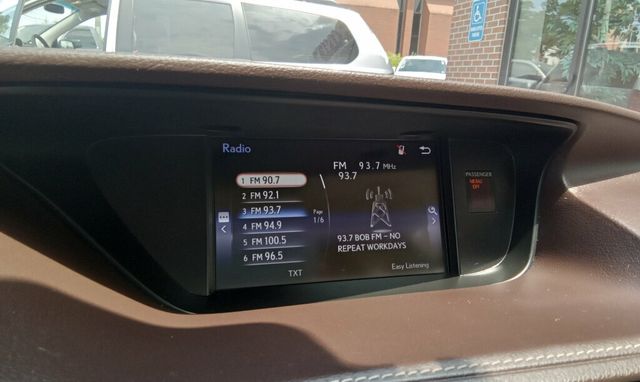 Radio
FM 93.7 MHz
93.7
1 FM 90.7
2 FM 92.1
3 FM 93.7
4 FM 94.9
5 FM 100.5
6 FM 96.5
Page
1/6
93.7 BOB FM - NO
REPEAT WORKDAYS
TXT
Easy Listening
PASSENGER